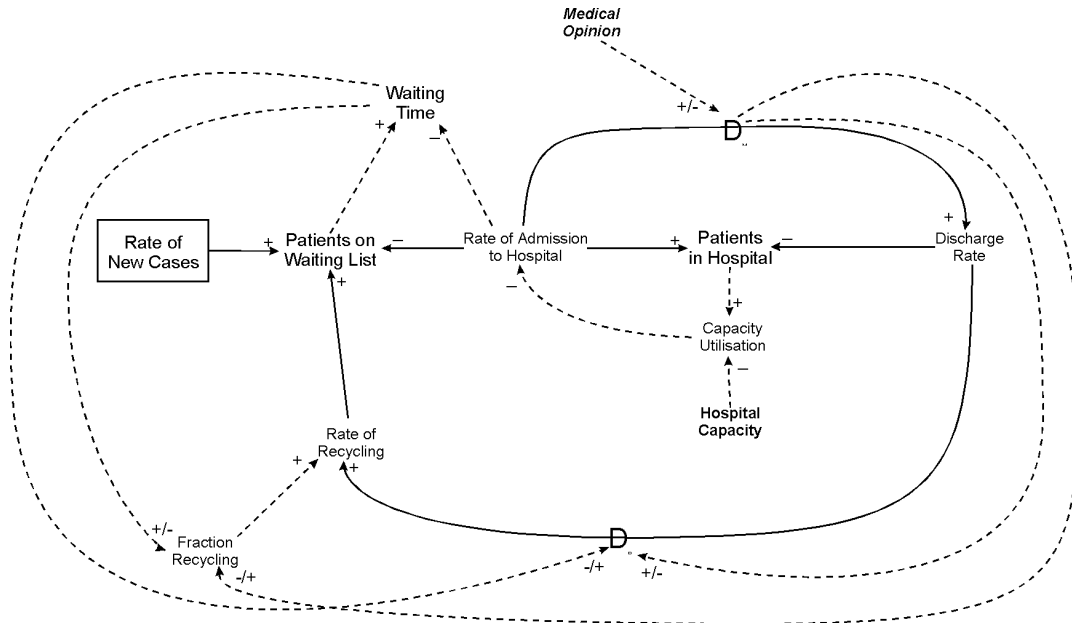 Medical
Opinion
Waiting
Time
+/-
+
–
D
+
Rate of
New Cases
+
Patients on
Waiting List
–
Rate of Admission
to Hospital
+
Patients
in Hospital
–
Discharge
Rate
+
–
+
Capacity
Utilisation
–
Hospital
Capacity
Rate of
Recycling
+
+
+/-
Fraction
Recycling
-/+
D
-/+
+/-